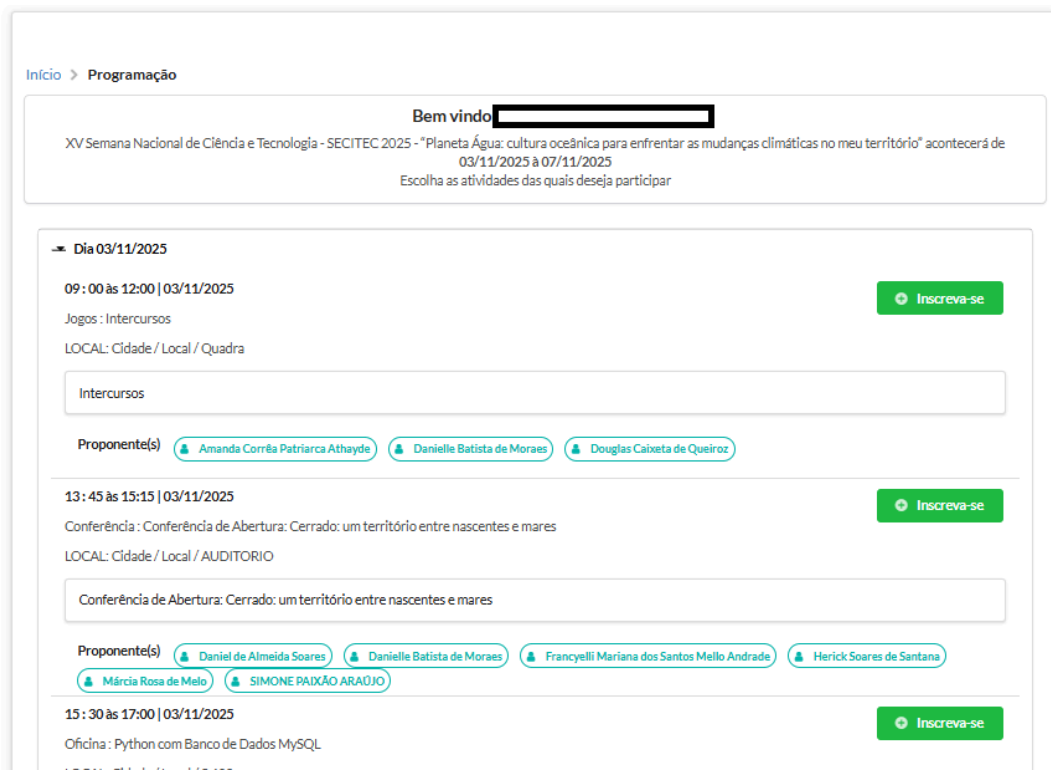 Início > Programação
Bem vindo
XV Semana Nacional de Ciência e Tecnologia - SECITEC 2025 - “Planeta Água: cultura oceânica para enfrentar as mudanças climáticas no meu território” acontecerá de
03/11/2025 à 07/11/2025
Escolha as atividades das quais deseja participar
Dia 03/11/2025
09 : 00 às 12:00 | 03/11/2025
Inscreva-se
Jogos : Intercursos
LOCAL: Cidade / Local / Quadra
Intercursos
Proponente(s) Amanda Corrêa Patriarca Athayde Danielle Batista de Moraes Douglas Caixeta de Queiroz
13 : 45 às 15:15 | 03/11/2025
Inscreva-se
Conferência : Conferência de Abertura: Cerrado: um território entre nascentes e mares
LOCAL: Cidade / Local / AUDITORIO
Conferência de Abertura: Cerrado: um território entre nascentes e mares
Proponente(s) Daniel de Almeida Soares Danielle Batista de Moraes Francyelli Mariana dos Santos Mello Andrade Herick Soares de Santana
Márcia Rosa de Melo SIMONE PAIXÃO ARAÚJO
15 : 30 às 17:00 | 03/11/2025
Inscreva-se
Oficina : Python com Banco de Dados MySQL